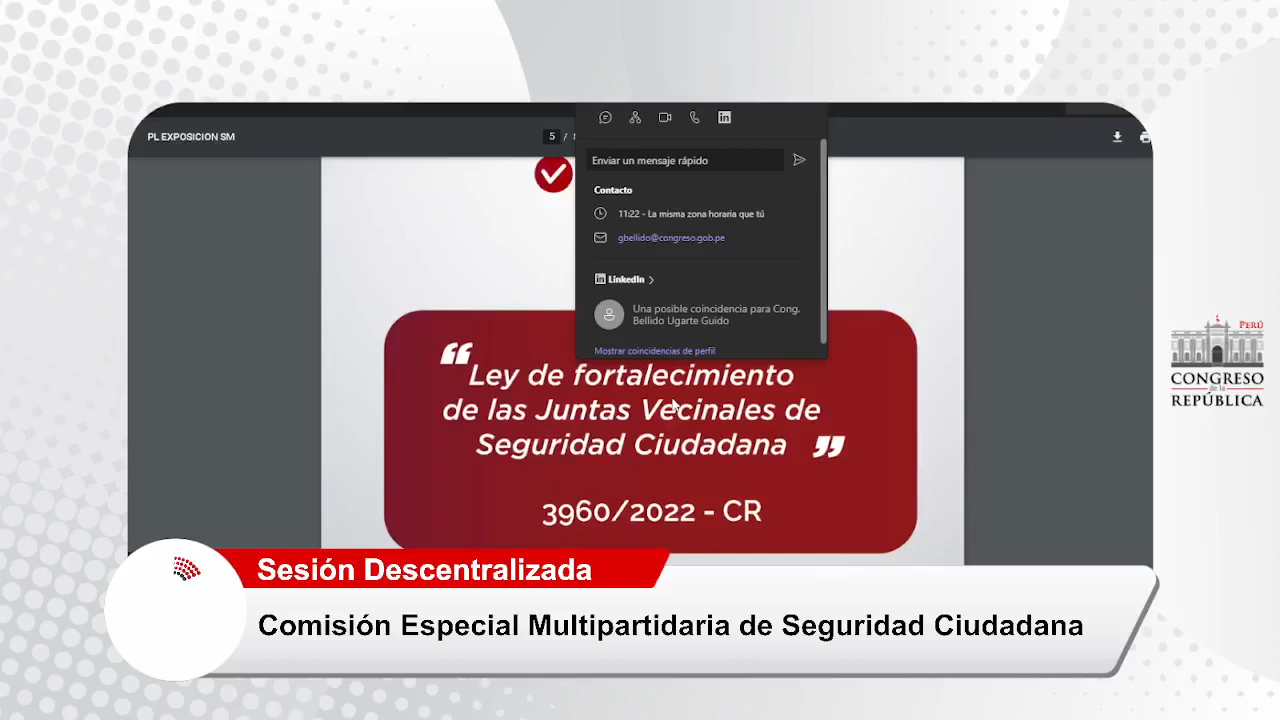 PL EXPOSICION SM
5 /
Enviar un mensaje rápido
Contacto
11:22 - La misma zona horaria que tú
gbellido@congreso.gob.pe
LinkedIn
Una posible coincidencia para Cong.
Bellido Ugarte Guido
Mostrar coincidencias de perfil
“Ley de fortalecimiento
de las Juntas Vecinales de
Seguridad Ciudadana ”
3960/2022 - CR
PERÚ
CONGRESO
de la
REPÚBLICA
Sesión Descentralizada
Comisión Especial Multipartidaria de Seguridad Ciudadana